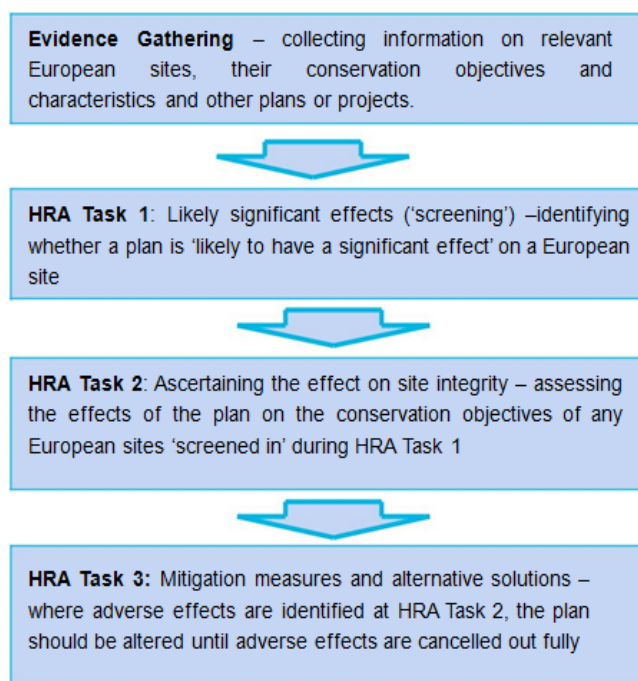 Evidence Gathering – collecting information on relevant
European sites, their conservation objectives and
characteristics and other plans or projects.
HRA Task 1: Likely significant effects (‘screening’) –identifying
whether a plan is ‘likely to have a significant effect’ on a European
site
HRA Task 2: Ascertaining the effect on site integrity – assessing
the effects of the plan on the conservation objectives of any
European sites ‘screened in’ during HRA Task 1
HRA Task 3: Mitigation measures and alternative solutions –
where adverse effects are identified at HRA Task 2, the plan
should be altered until adverse effects are cancelled out fully